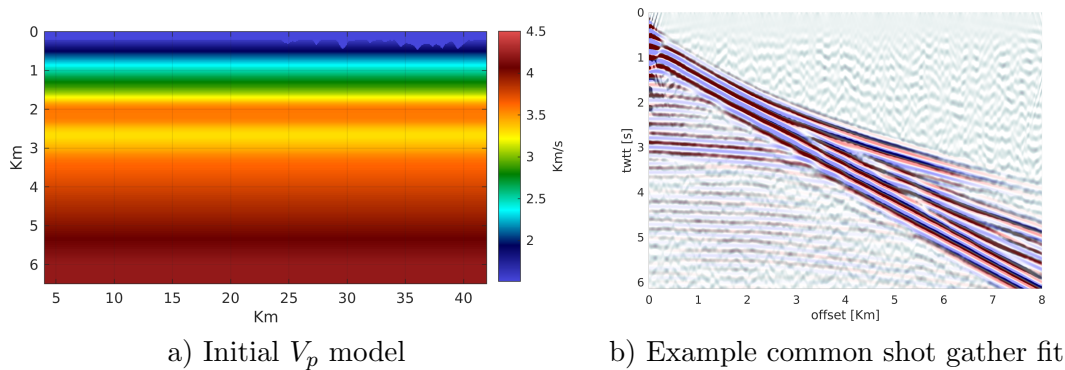 0
1
2
3
4
5
6
Km
5 10 15 20 25 30 35 40
Km
4.5
4
3.5
3
2.5
2
Km/s
a) Initial Vₚ model
0
1
2
3
4
5
6
twtt [s]
0 1 2 3 4 5 6 7 8
offset [Km]
b) Example common shot gather fit